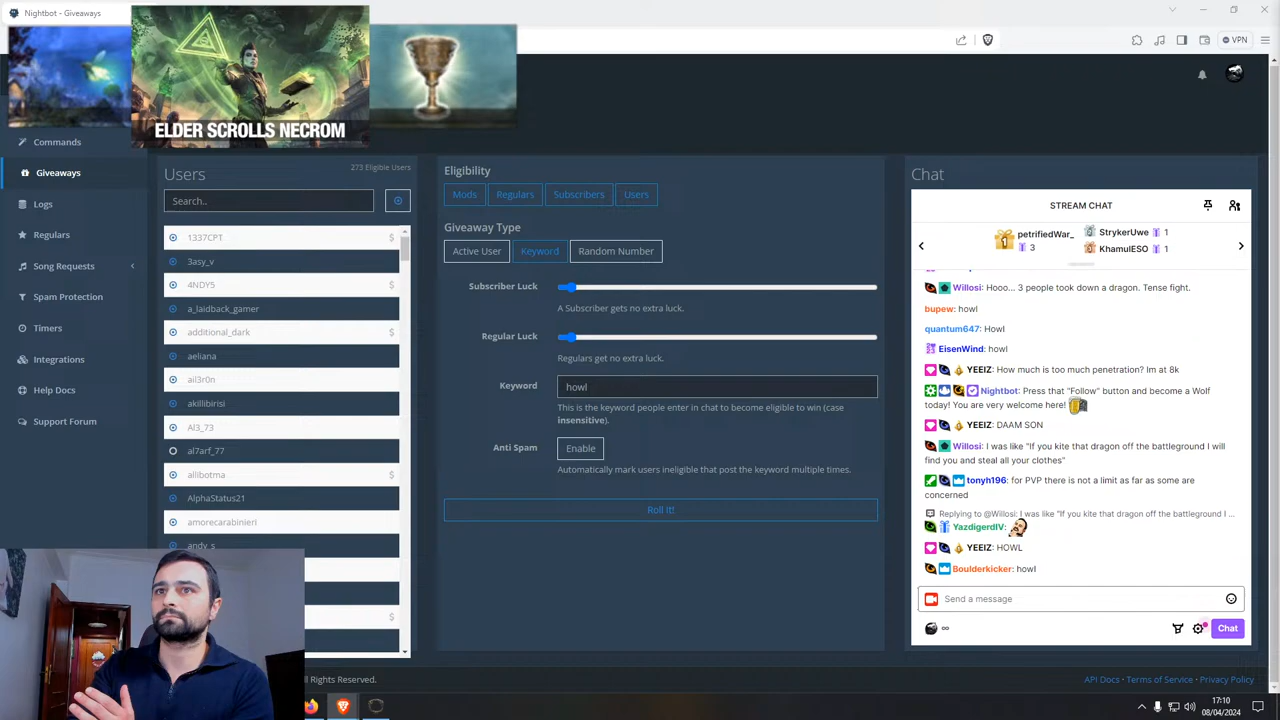 Nightbot - Giveaways
VPN
ELDER SCROLLS NECROM
Commands
Giveaways
Logs
Regulars
Song Requests
Spam Protection
Timers
Integrations
Help Docs
Support Forum
Users
273 Eligible Users
Search..
1337CPT $
3asy_v
4NDY5 $
a_laidback_gamer
additional_dark $
aeliana
ail3r0n
akillibirisi
Al3_73
al7arf_77
allibotma $
AlphaStatus21
amorecarabinieri
andy_s
$
Eligibility
Mods
Regulars
Subscribers
Users
Giveaway Type
Active User
Keyword
Random Number
Subscriber Luck
A Subscriber gets no extra luck.
Regular Luck
Regulars get no extra luck.
Keyword
howl
This is the keyword people enter in chat to become eligible to win (case
insensitive).
Anti Spam
Enable
Automatically mark users ineligible that post the keyword multiple times.
Roll It!
Chat
STREAM CHAT
1 petrifiedWar_
3
StrykerUwe 1
KhamulESO 1
Willosi: Hooo... 3 people took down a dragon. Tense fight.
bupew: howl
quantum647: Howl
EisenWind: howl
YEEIZ: How much is too much penetration? Im at 8k
Nightbot: Press that "Follow" button and become a Wolf
today! You are very welcome here!
YEEIZ: DAAM SON
Willosi: I was like "If you kite that dragon off the battleground I will
find you and steal all your clothes"
tonyh196: for PVP there is not a limit as far as some are
concerned
Replying to @Willosi: I was like "If you kite that dragon off the battleground I ...
YazdigerdIV:
YEEIZ: HOWL
Boulderkicker: howl
Send a message
∞
Chat
All Rights Reserved.
API Docs · Terms of Service · Privacy Policy
17:10
08/04/2024